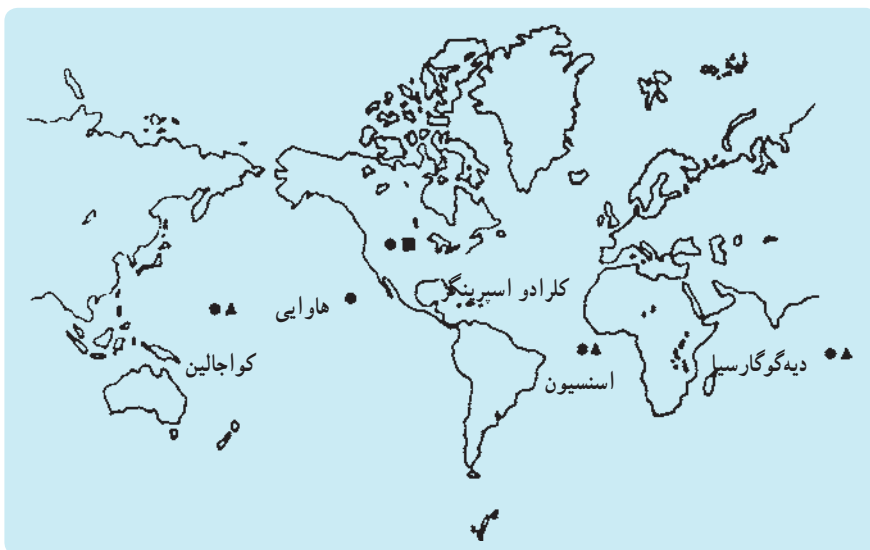 کلرادو اسپرینگز
هاوایی
کواجالین
دیه‌گوگارسیا
اسنسیون